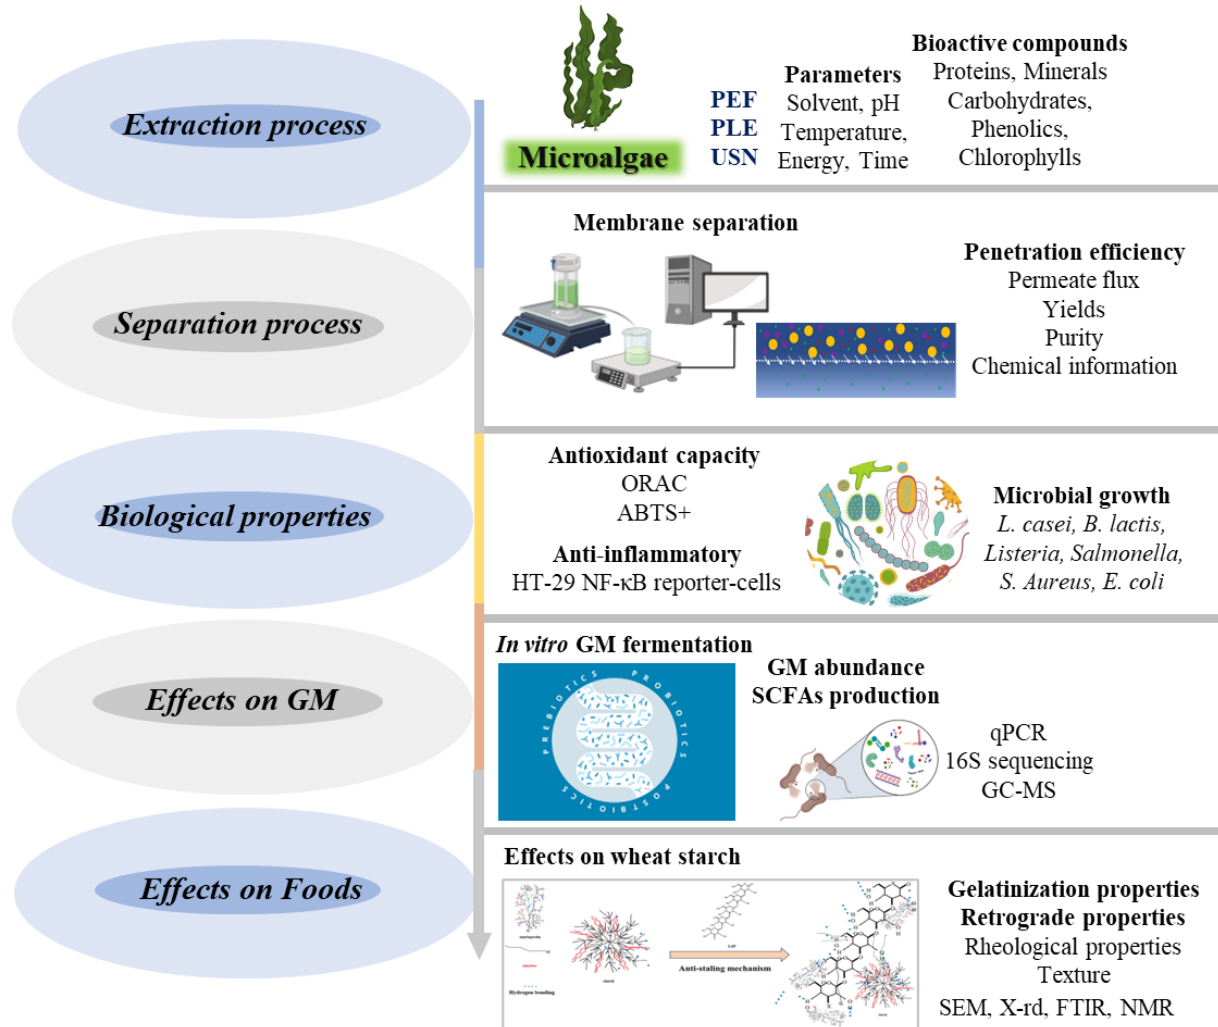 Extraction process
Microalgae
PEF
PLE
USN
Parameters
Solvent, pH
Temperature,
Energy, Time
Bioactive compounds
Proteins, Minerals
Carbohydrates,
Phenolics,
Chlorophylls
Separation process
Membrane separation
Penetration efficiency
Permeate flux
Yields
Purity
Chemical information
Biological properties
Antioxidant capacity
ORAC
ABTS+
Anti-inflammatory
HT-29 NF-κB reporter-cells
Microbial growth
L. casei, B. lactis,
Listeria, Salmonella,
S. Aureus, E. coli
Effects on GM
In vitro GM fermentation
PREBIOTICS
PROBIOTICS
POSTBIOTICS
GM abundance
SCFAs production
qPCR
16S sequencing
GC-MS
Effects on Foods
Effects on wheat starch
amylopectin
amylose
Hydrogen bonding
starch
Anti-staling mechanism
Gelatinization properties
Retrograde properties
Rheological properties
Texture
SEM, X-rd, FTIR, NMR